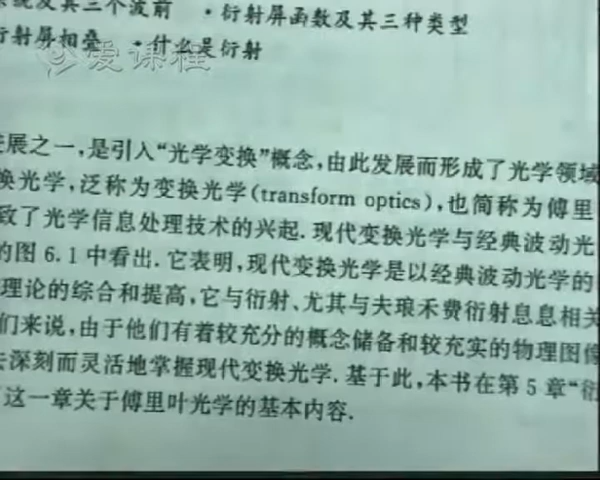 系统及其三个波前 ·衍射屏函数及其三种类型
衍射屏相叠 ·什么是衍射
爱课程
进展之一,是引入“光学变换”概念,由此发展而形成了光学领域
换光学,泛称为变换光学(transform optics),也简称为傅里
致了光学信息处理技术的兴起.现代变换光学与经典波动光
的图6.1中看出.它表明,现代变换光学是以经典波动光学的
理论的综合和提高,它与衍射、尤其与夫琅禾费衍射息息相关
们来说,由于他们有着较充分的概念储备和较充实的物理图像
去深刻而灵活地掌握现代变换光学.基于此,本书在第5章“衍
这一章关于傅里叶光学的基本内容.